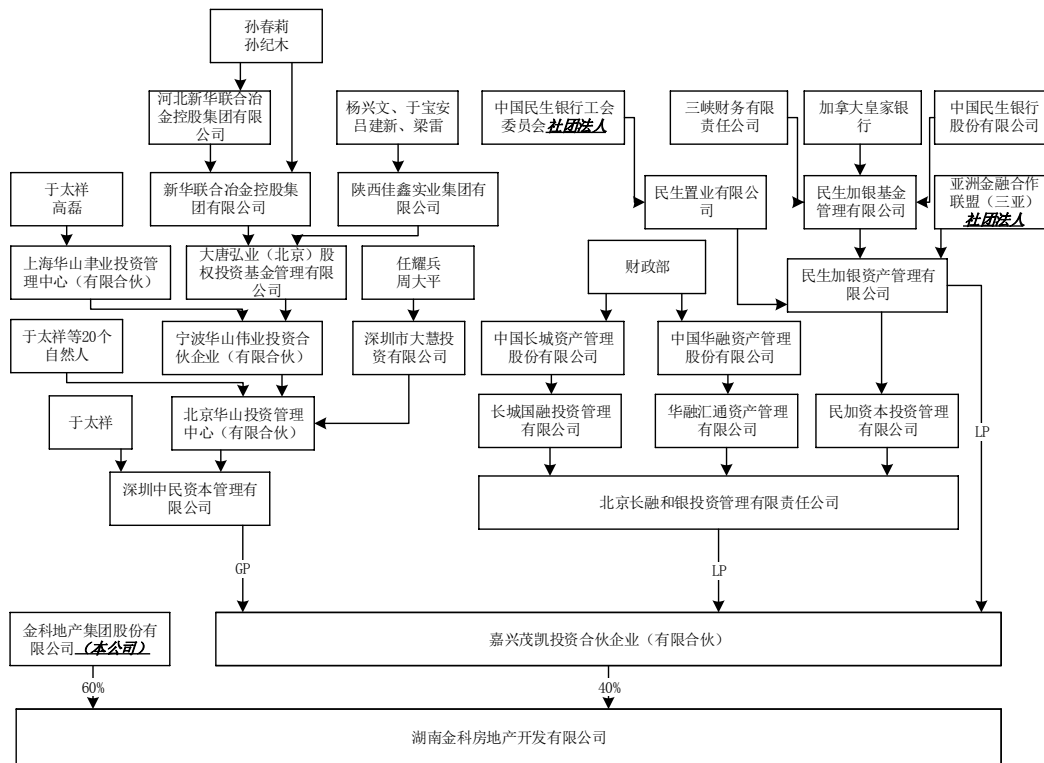 孙春莉
孙纪木
河北新华联合冶
金控股集团有限
公司
杨兴文、于宝安
吕建新、梁雷
中国民生银行工会
委员会社团法人
三峡财务有限
责任公司
加拿大皇家银
行
中国民生银行
股份有限公司
于太祥
高磊
新华联合冶金控股集
团有限公司
陕西佳鑫实业集团有
限公司
民生置业有限公
司
民生加银基金
管理有限公司
亚洲金融合作
联盟（三亚）
社团法人
上海华山聿业投资管
理中心（有限合伙）
大唐弘业（北京）股
权投资基金管理有限
公司
任耀兵
周大平
财政部
民生加银资产管理有
限公司
于太祥等20个
自然人
宁波华山伟业投资合
伙企业（有限合伙）
深圳市大慧投
资有限公司
中国长城资产管理
股份有限公司
中国华融资产管理
股份有限公司
于太祥
北京华山投资管理
中心（有限合伙）
长城国融投资管理
有限公司
华融汇通资产管理
有限公司
民加资本投资管理
有限公司
LP
深圳中民资本管理有
限公司
北京长融和银投资管理有限责任公司
GP
LP
金科地产集团股份有
限公司（本公司）
嘉兴茂凯投资合伙企业（有限合伙）
60%
40%
湖南金科房地产开发有限公司